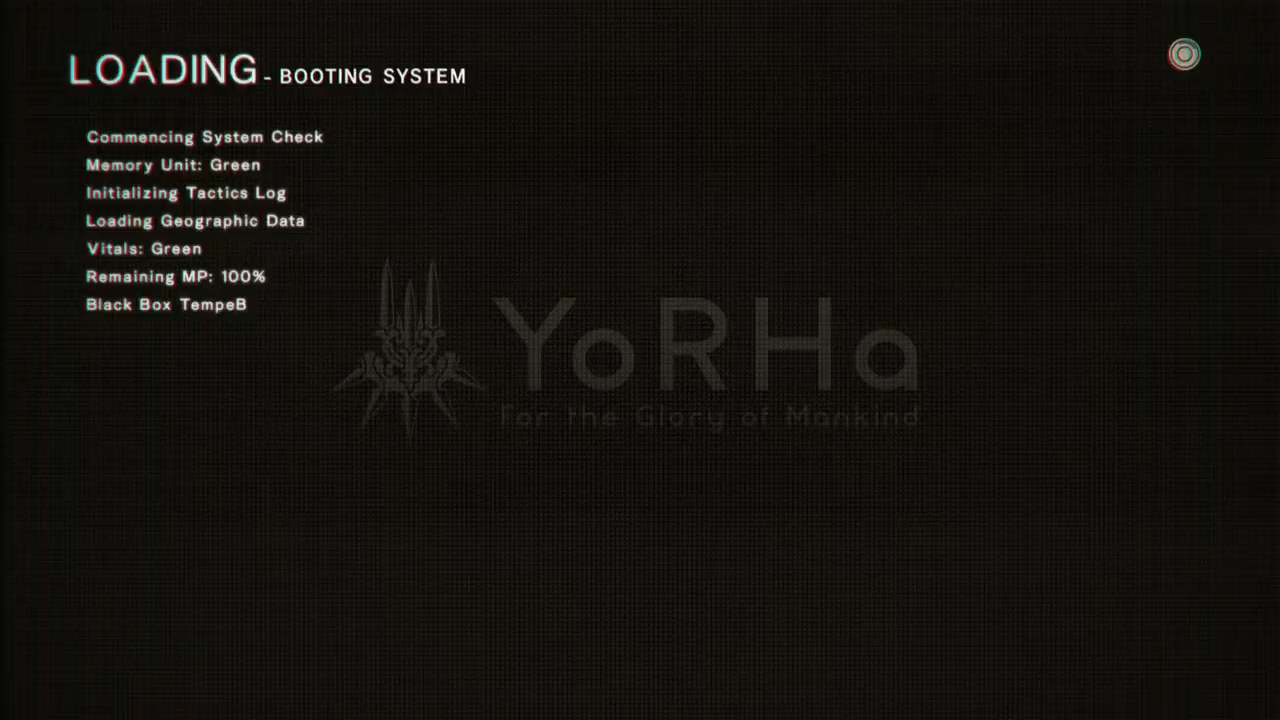 LOADING - BOOTING SYSTEM
Commencing System Check
Memory Unit: Green
Initializing Tactics Log
Loading Geographic Data
Vitals: Green
Remaining MP: 100%
Black Box TempeB
YoRHa
For the Glory of Mankind